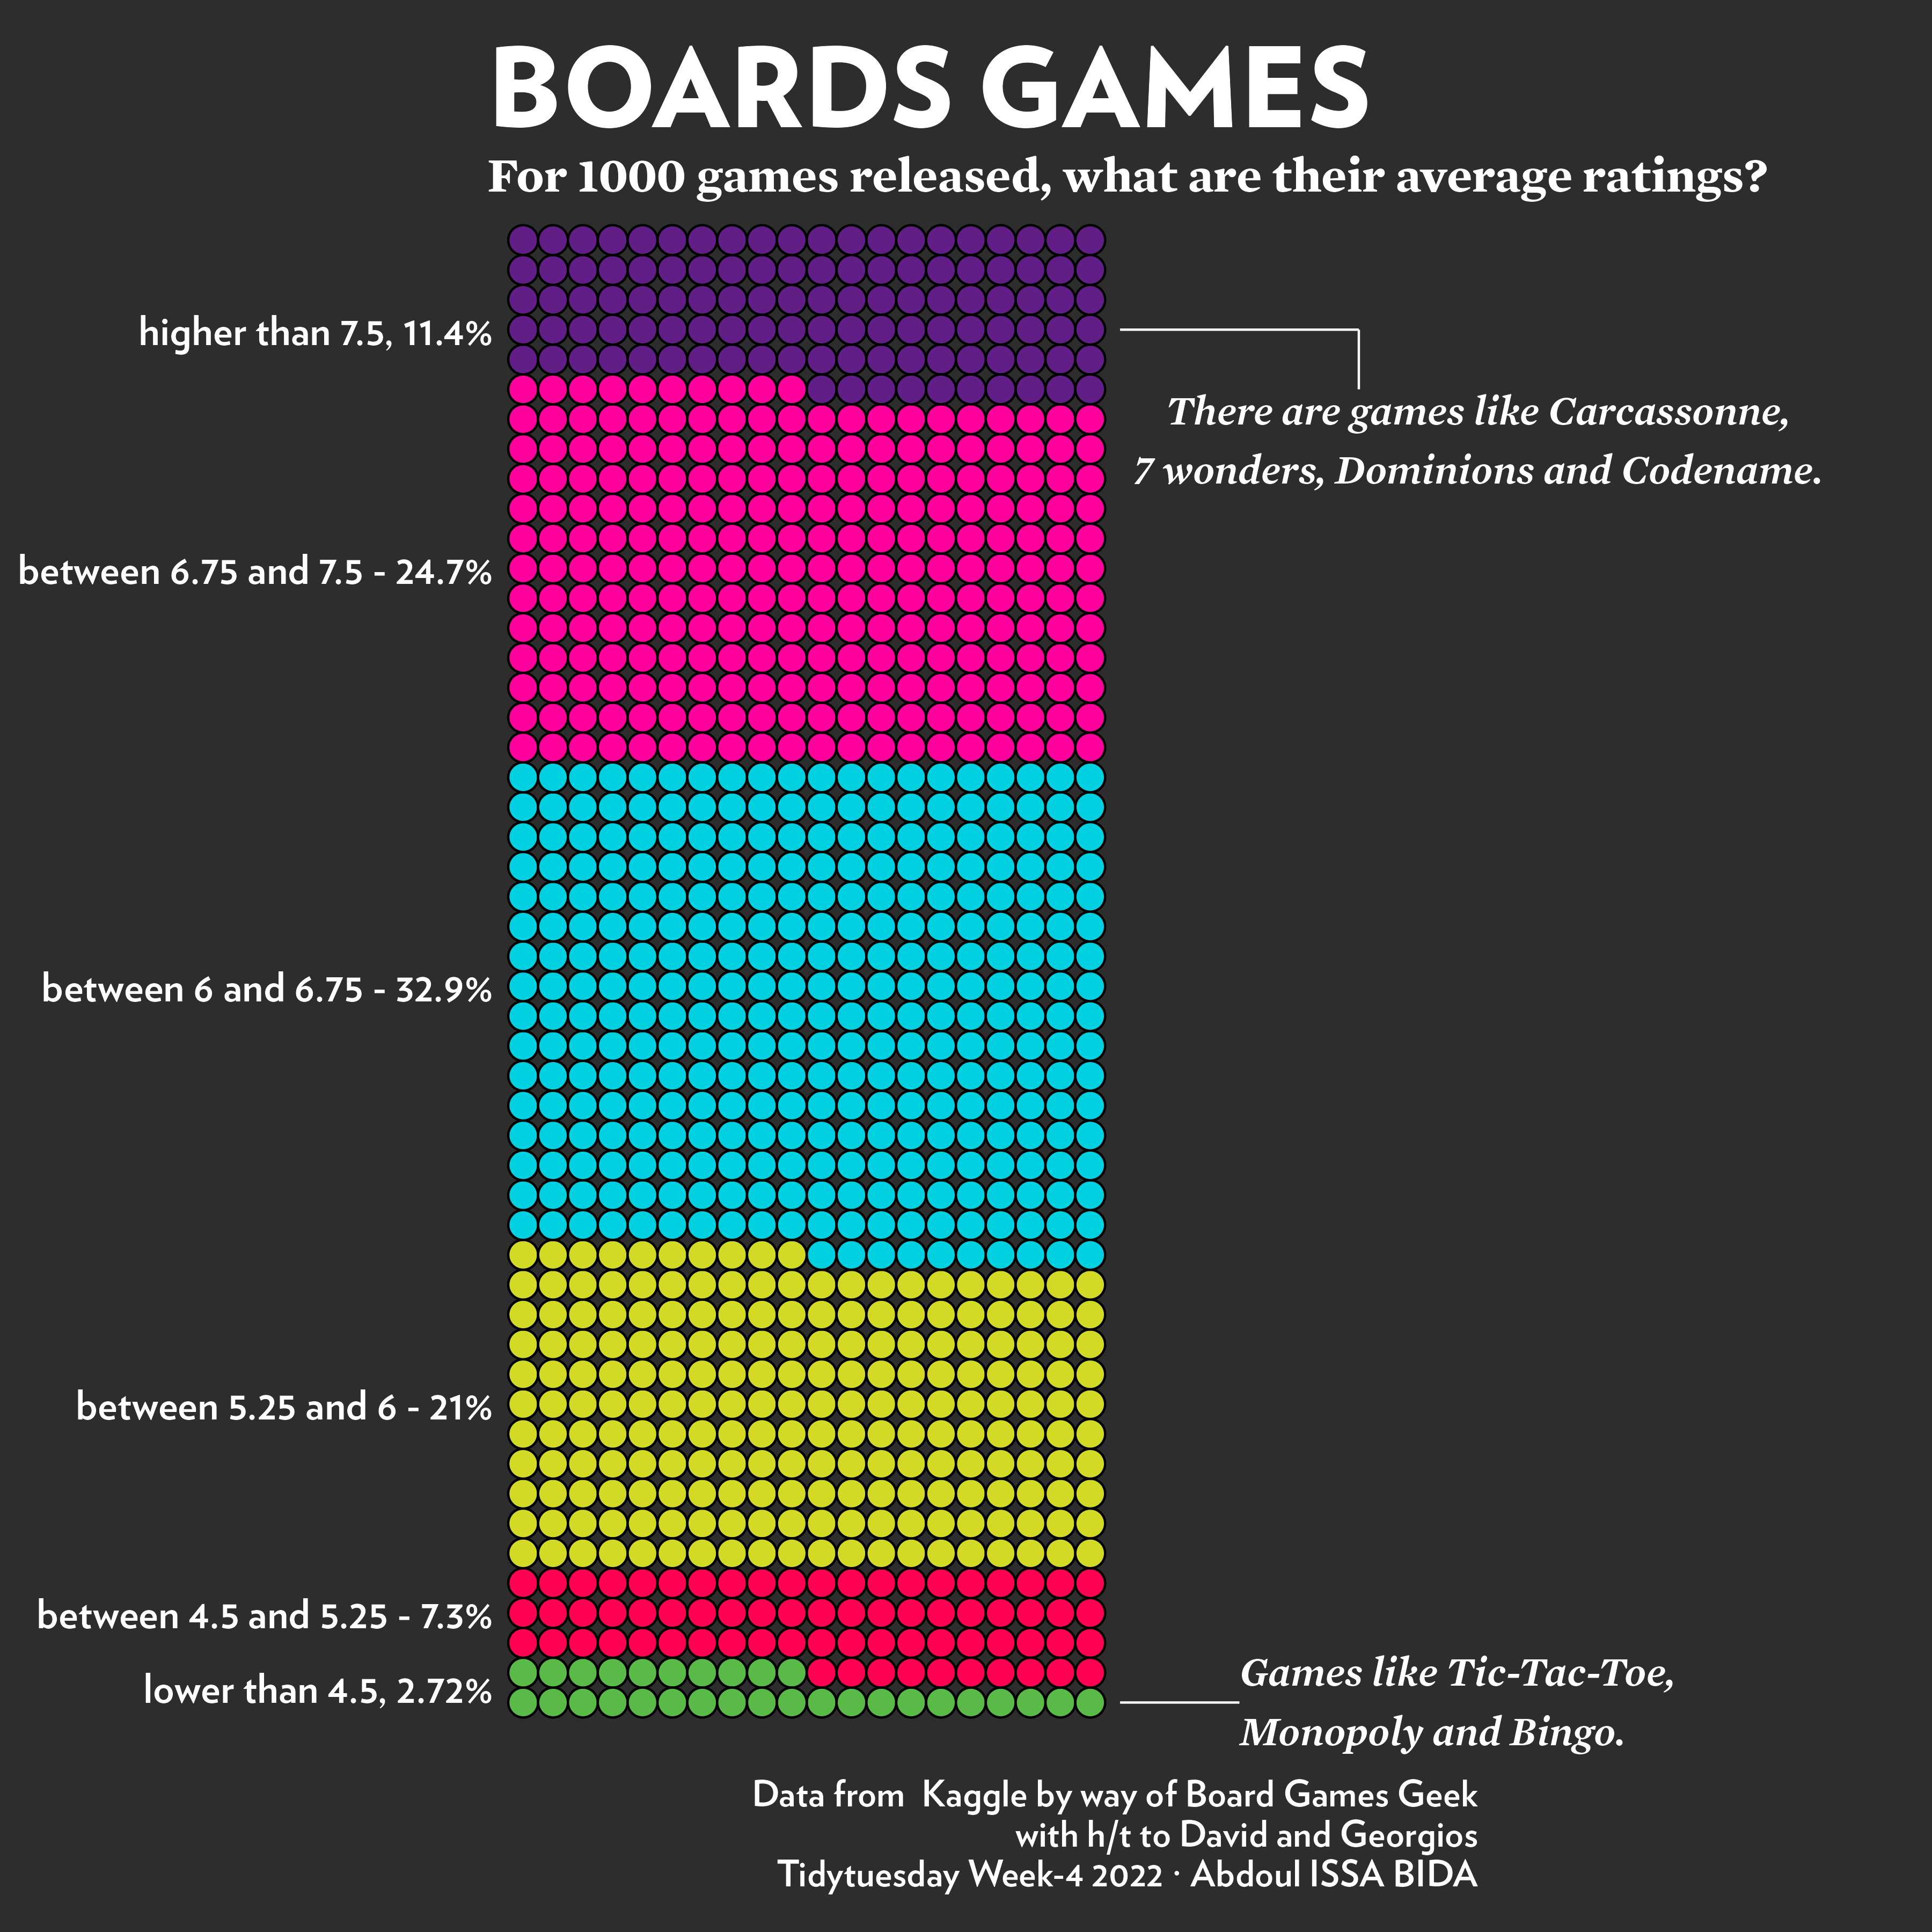 BOARDS GAMES
For 1000 games released, what are their average ratings?
higher than 7.5, 11.4%
There are games like Carcassonne,
7 wonders, Dominions and Codename.
between 6.75 and 7.5 - 24.7%
between 6 and 6.75 - 32.9%
between 5.25 and 6 - 21%
between 4.5 and 5.25 - 7.3%
lower than 4.5, 2.72%
Games like Tic-Tac-Toe,
Monopoly and Bingo.
Data from  Kaggle by way of Board Games Geek
with h/t to David and Georgios
Tidytuesday Week-4 2022 · Abdoul ISSA BIDA